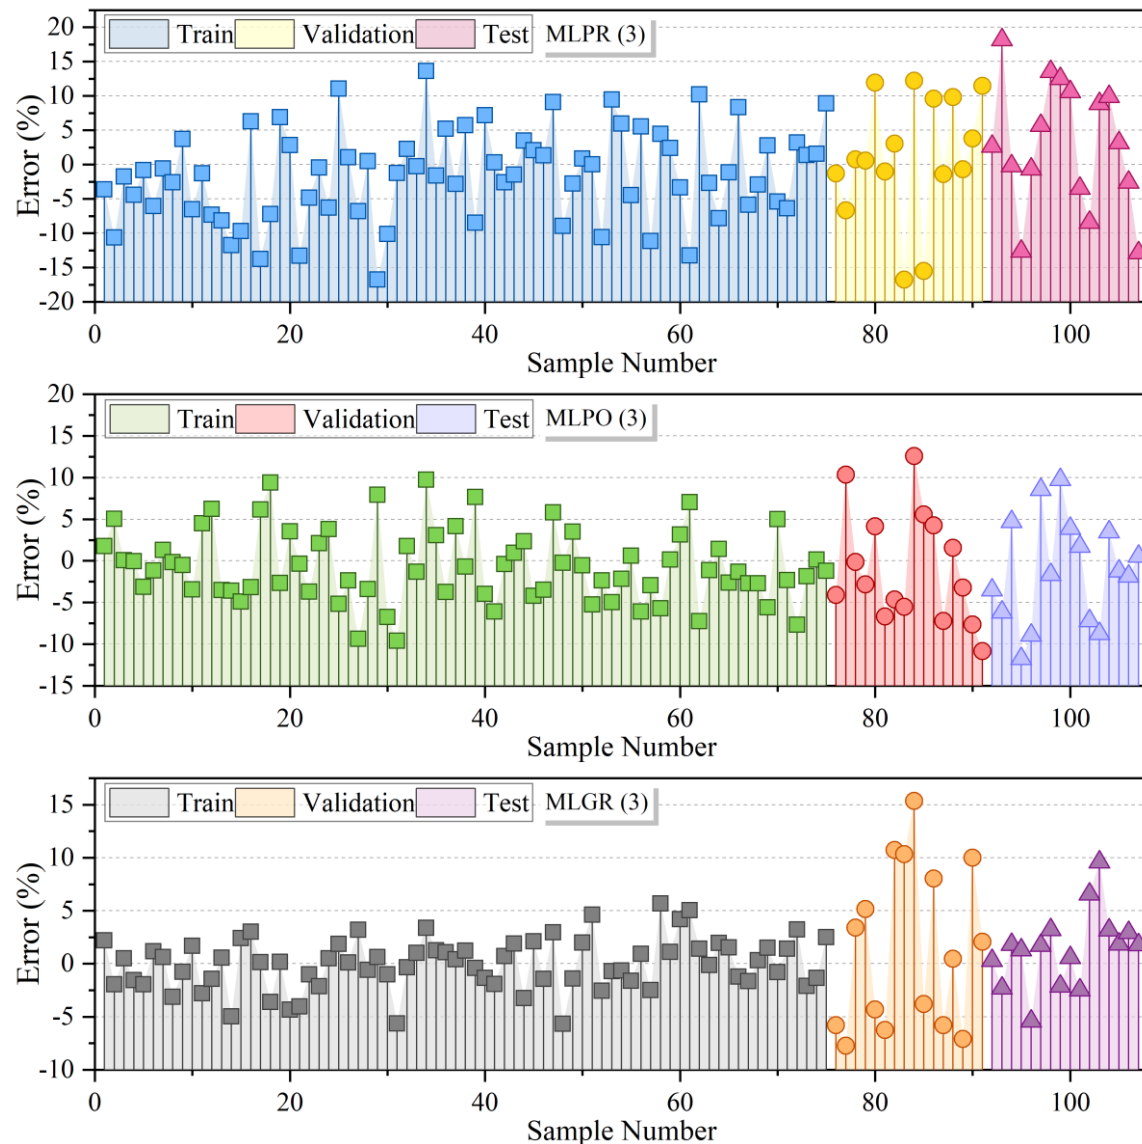 Train Validation Test MLPR (3)
20
15
10
5
0
-5
-10
-15
-20
Error (%)
0 20 40 60 80 100
Sample Number
Train Validation Test MLPO (3)
20
15
10
5
0
-5
-10
-15
Error (%)
0 20 40 60 80 100
Sample Number
Train Validation Test MLGR (3)
15
10
5
0
-5
-10
Error (%)
0 20 40 60 80 100
Sample Number